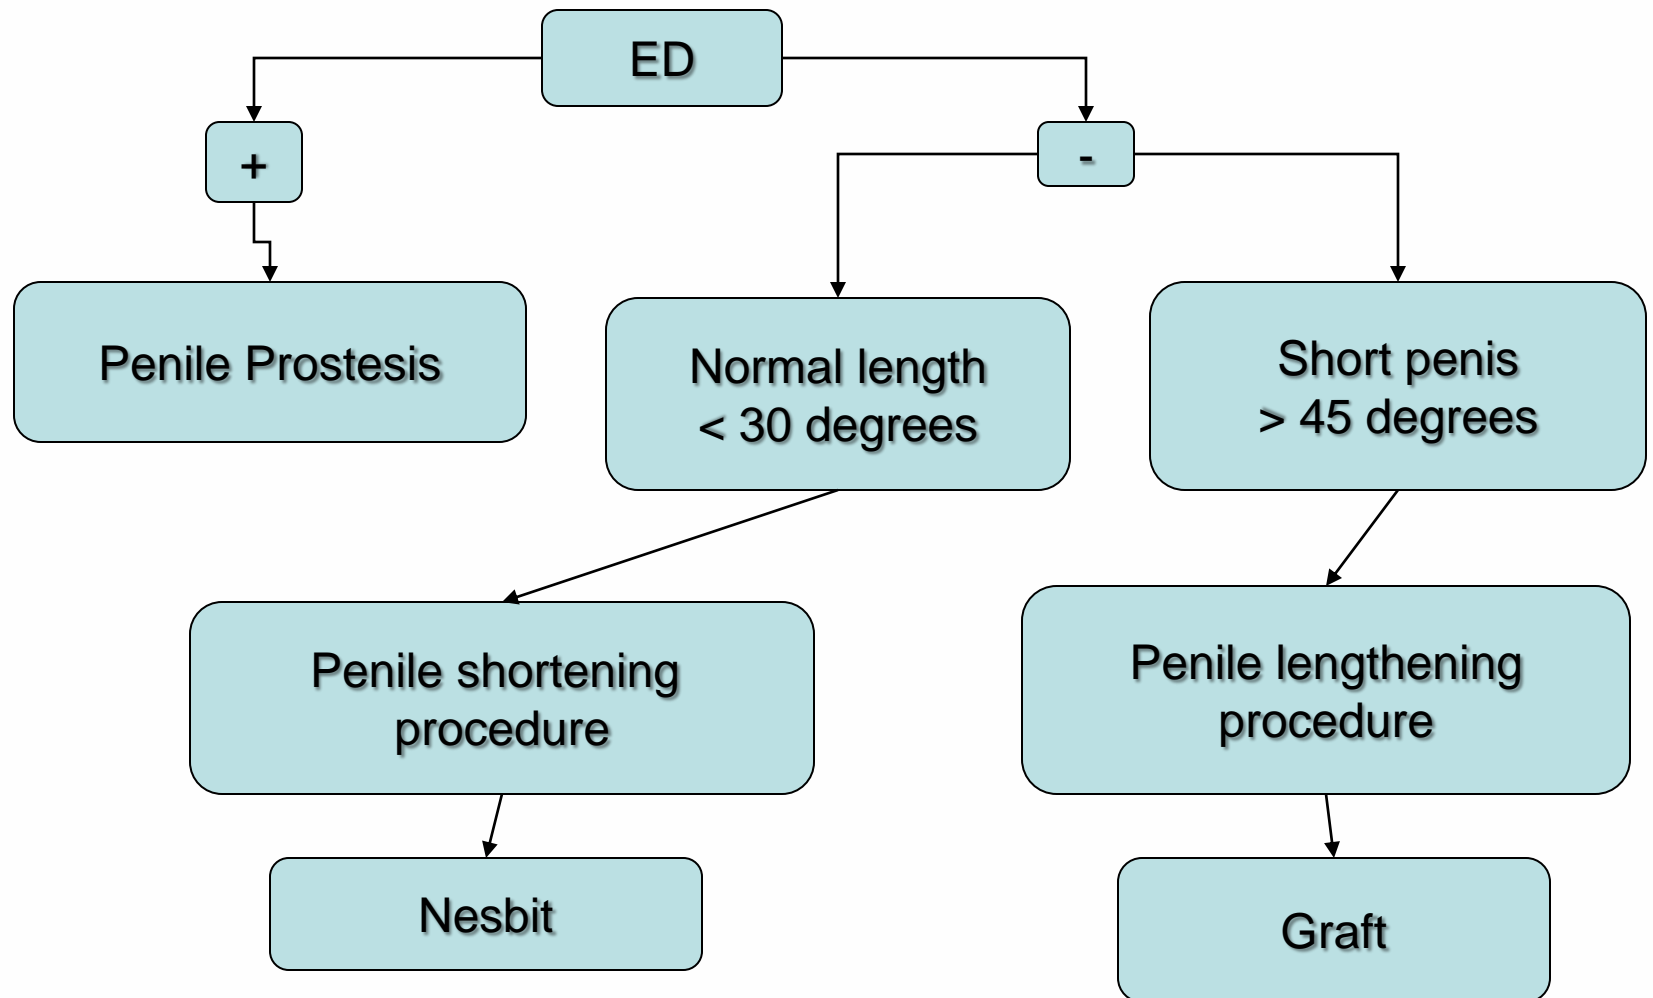 ED
+
-
Penile Prostesis
Normal length
< 30 degrees
Short penis
> 45 degrees
Penile shortening
procedure
Penile lengthening
procedure
Nesbit
Graft